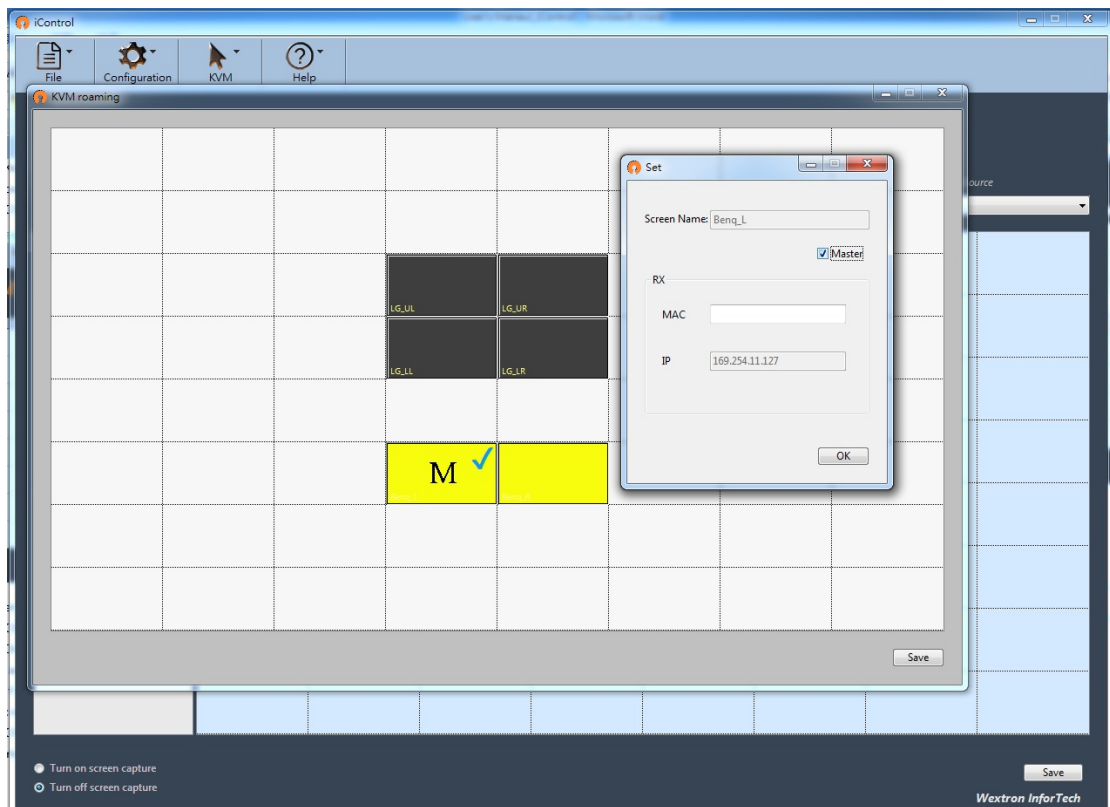 iControl
File
Configuration
KVM
Help
KVM roaming
Set
ource
Screen Name:
Benq_L
Master
RX
MAC
IP
169.254.11.127
OK
LG_UL
LG_UR
LG_LL
LG_LR
M
Save
Turn on screen capture
Turn off screen capture
Save
Wextron InforTech